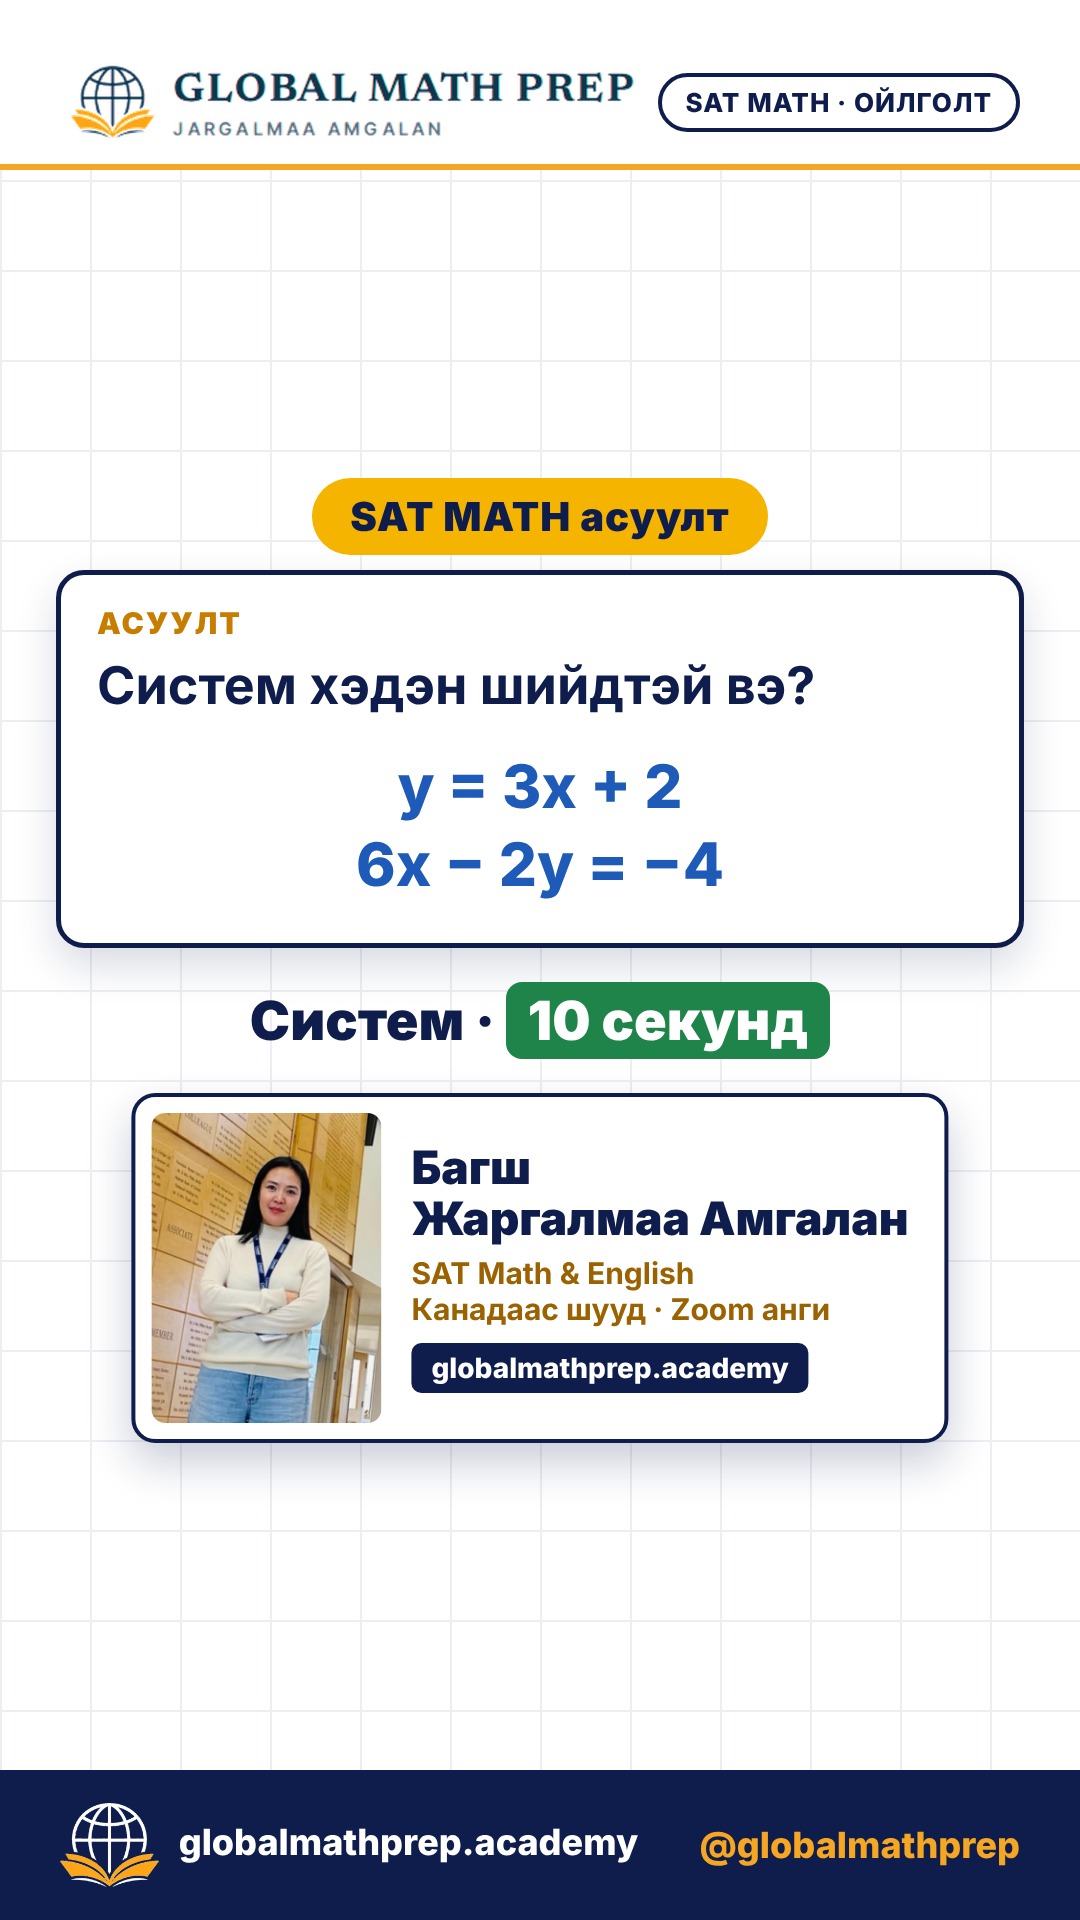 GLOBAL MATH PREP
JARGALMAA AMGALAN
SAT MATH · ОЙЛГОЛТ
SAT MATH асуулт
АСУУЛТ
Систем хэдэн шийдтэй вэ?
y = 3x + 2
6x − 2y = −4
Систем · 10 секунд
Багш
Жаргалмаа Амгалан
SAT Math & English
Канадаас шууд · Zoom анги
globalmathprep.academy
ASSOCIATE
globalmathprep.academy
@globalmathprep